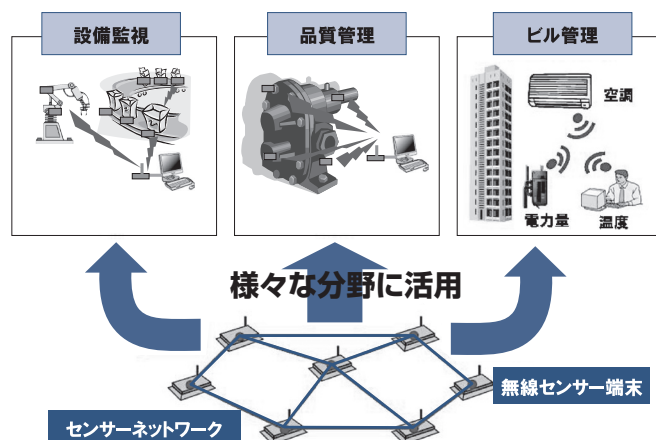 設備監視
品質管理
ビル管理
空調
電力量
温度
様々な分野に活用
無線センサー端末
センサーネットワーク